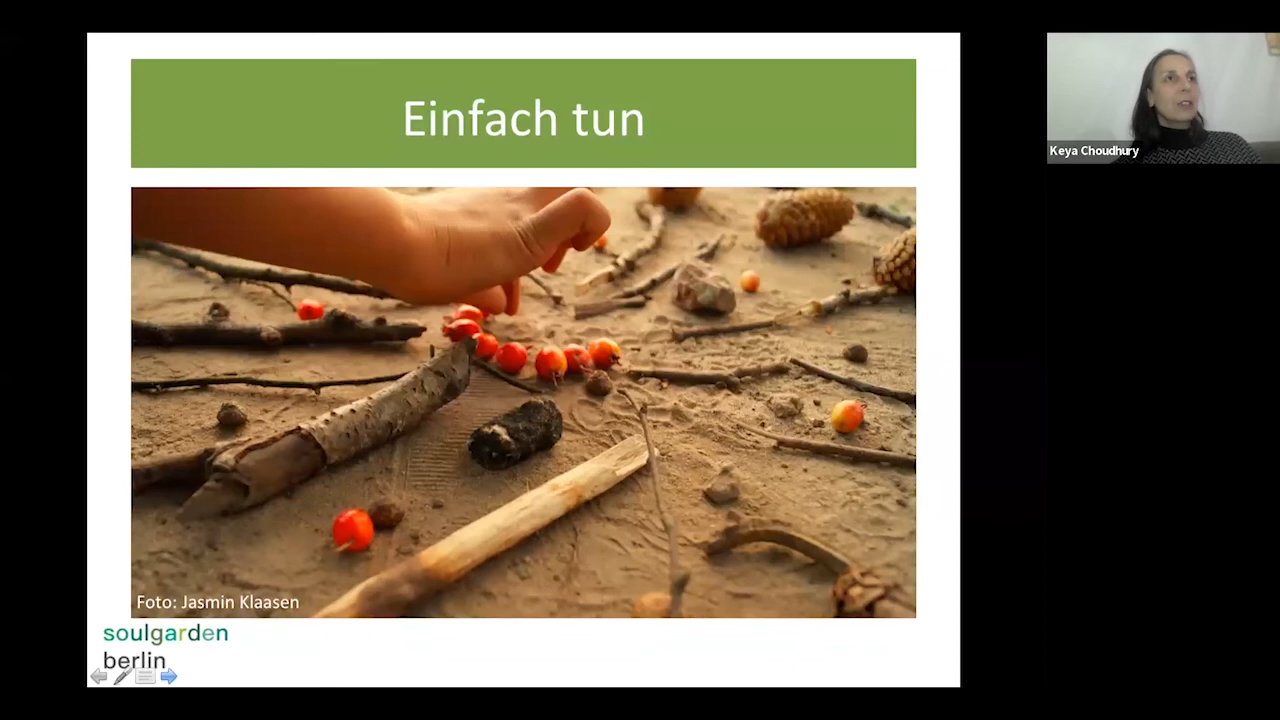 Einfach tun
Keya Choudhury
Foto: Jasmin Klaasen
soulgarden
berlin